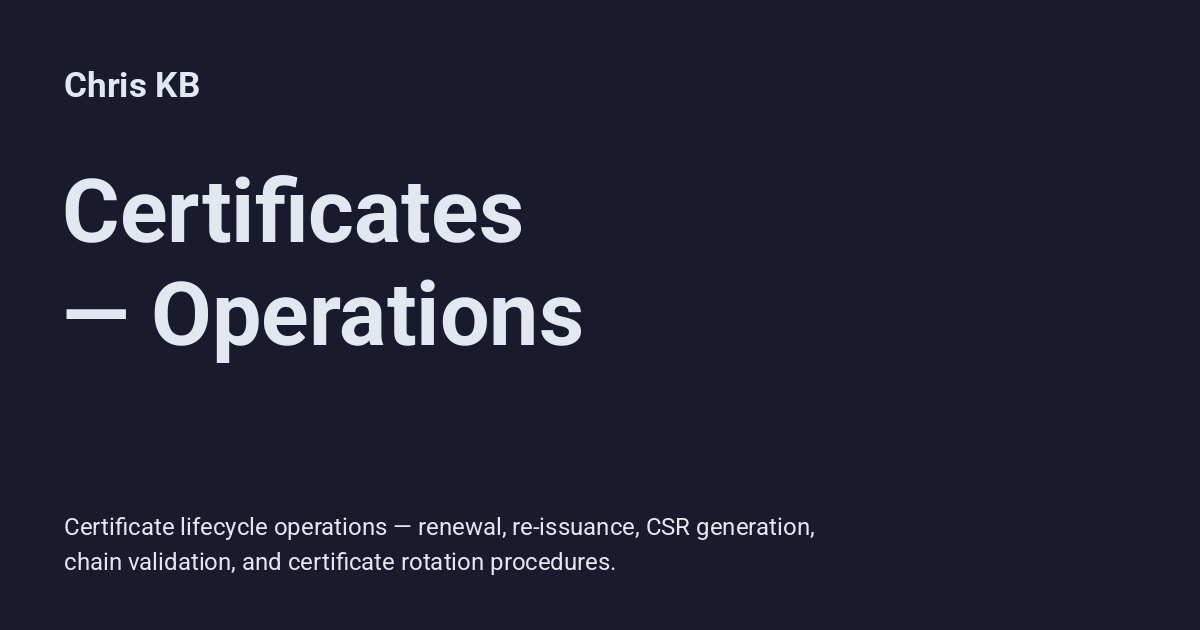 Chris KB
Certificates
— Operations
Certificate lifecycle operations — renewal, re-issuance, CSR generation,
chain validation, and certificate rotation procedures.